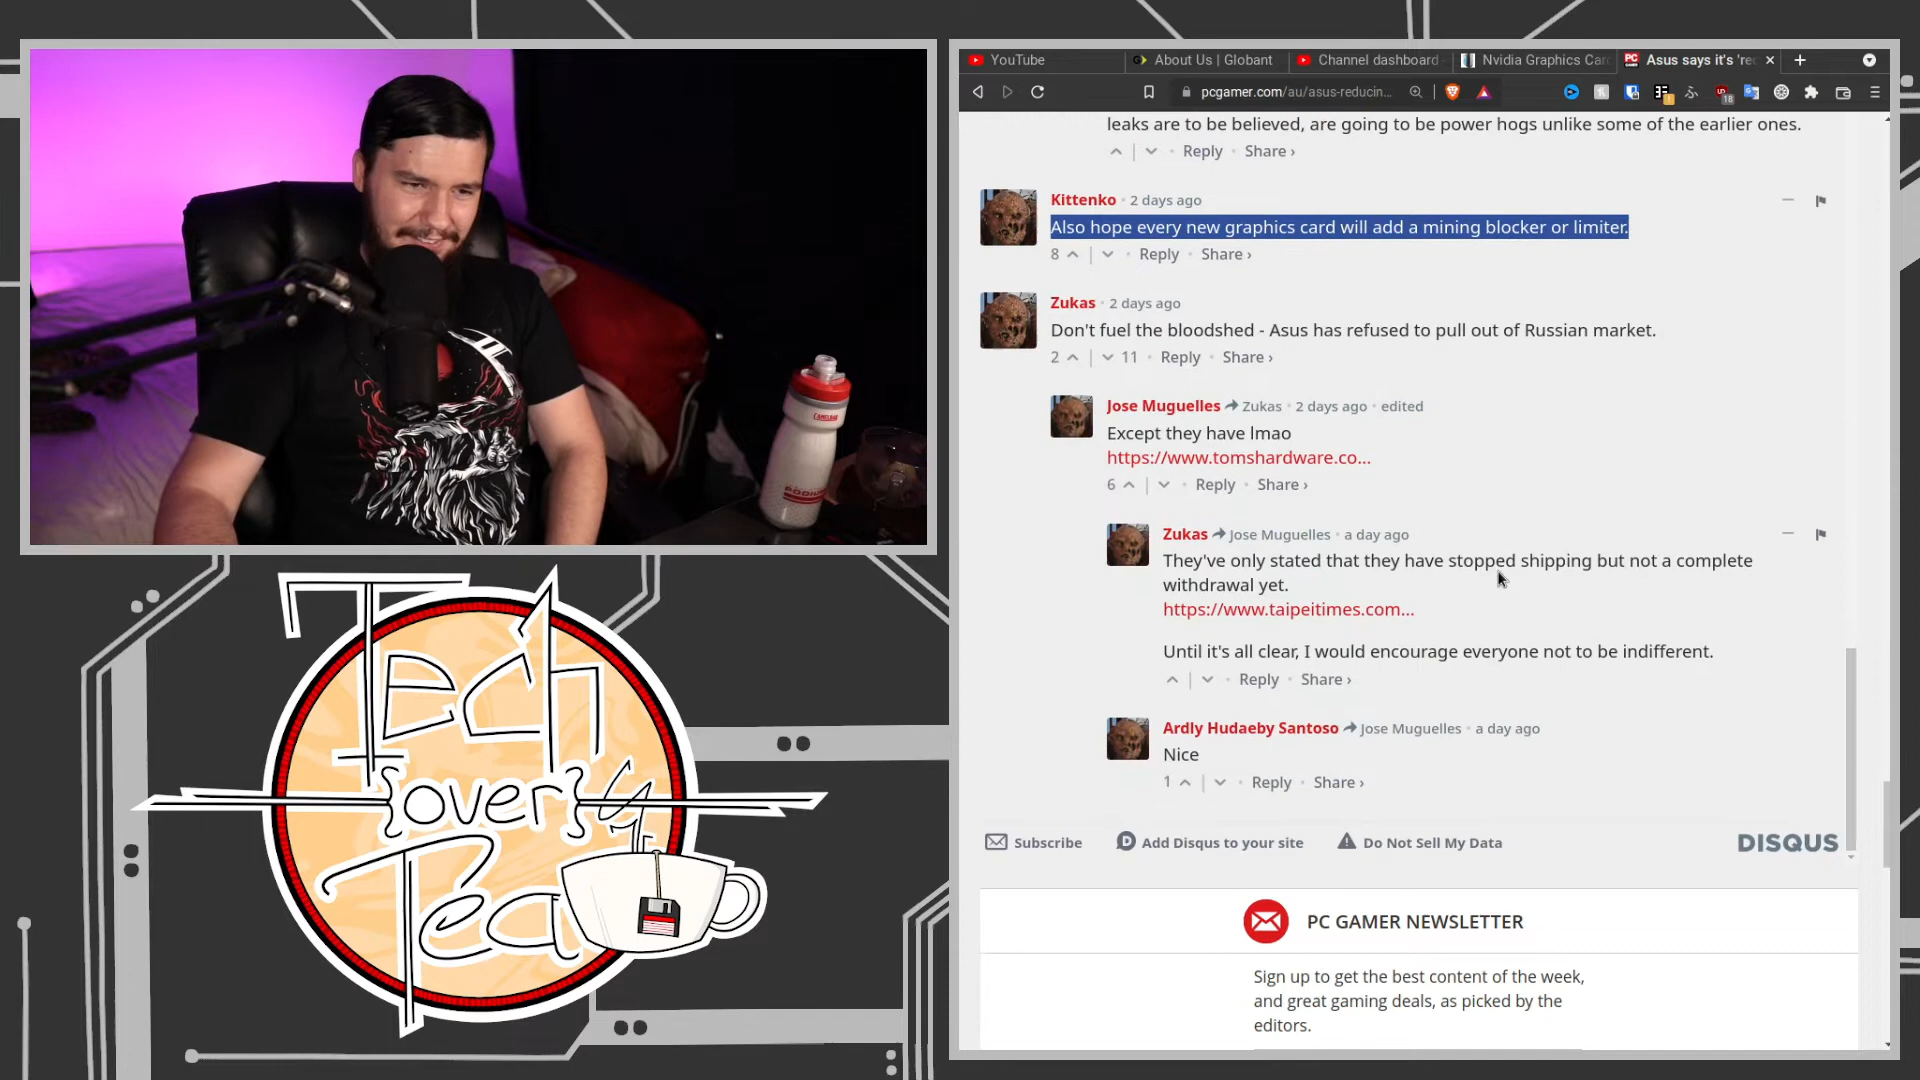 YouTube
About Us | Globant
Channel dashboard
Nvidia Graphics Car
Asus says it's 're
pcgamer.com/au/asus-reducin...
18
leaks are to be believed, are going to be power hogs unlike some of the earlier ones.
Reply Share ›
Kittenko • 2 days ago
Also hope every new graphics card will add a mining blocker or limiter.
8 Reply Share ›
Zukas • 2 days ago
Don't fuel the bloodshed - Asus has refused to pull out of Russian market.
2 11 Reply Share ›
Jose Muguelles Zukas • 2 days ago • edited
Except they have lmao
https://www.tomshardware.co...
6 Reply Share ›
Zukas Jose Muguelles • a day ago
They've only stated that they have stopped shipping but not a complete
withdrawal yet.
https://www.taipeitimes.com...
Until it's all clear, I would encourage everyone not to be indifferent.
Reply Share ›
Ardly Hudaeby Santoso Jose Muguelles • a day ago
Nice
1 Reply Share ›
Subscribe Add Disqus to your site Do Not Sell My Data DISQUS
PC GAMER NEWSLETTER
Sign up to get the best content of the week,
and great gaming deals, as picked by the
editors.
CAMELBAK
PODIUM
Tech
{over}
Tea